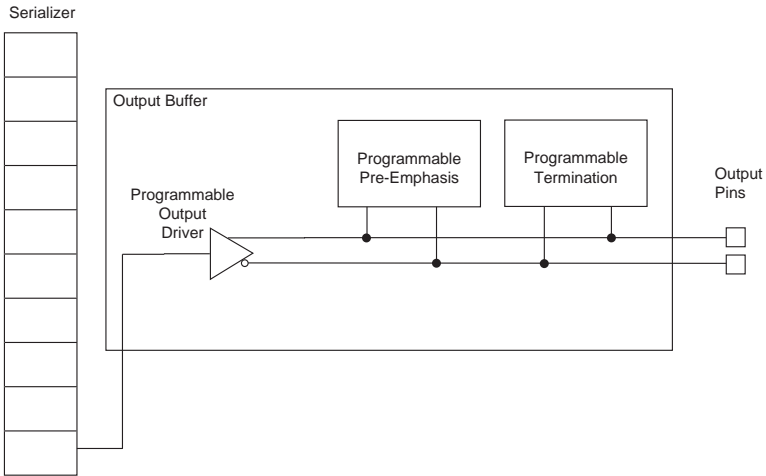 Serializer
Output Buffer
Programmable
Pre-Emphasis
Programmable
Termination
Output
Pins
Programmable
Output
Driver